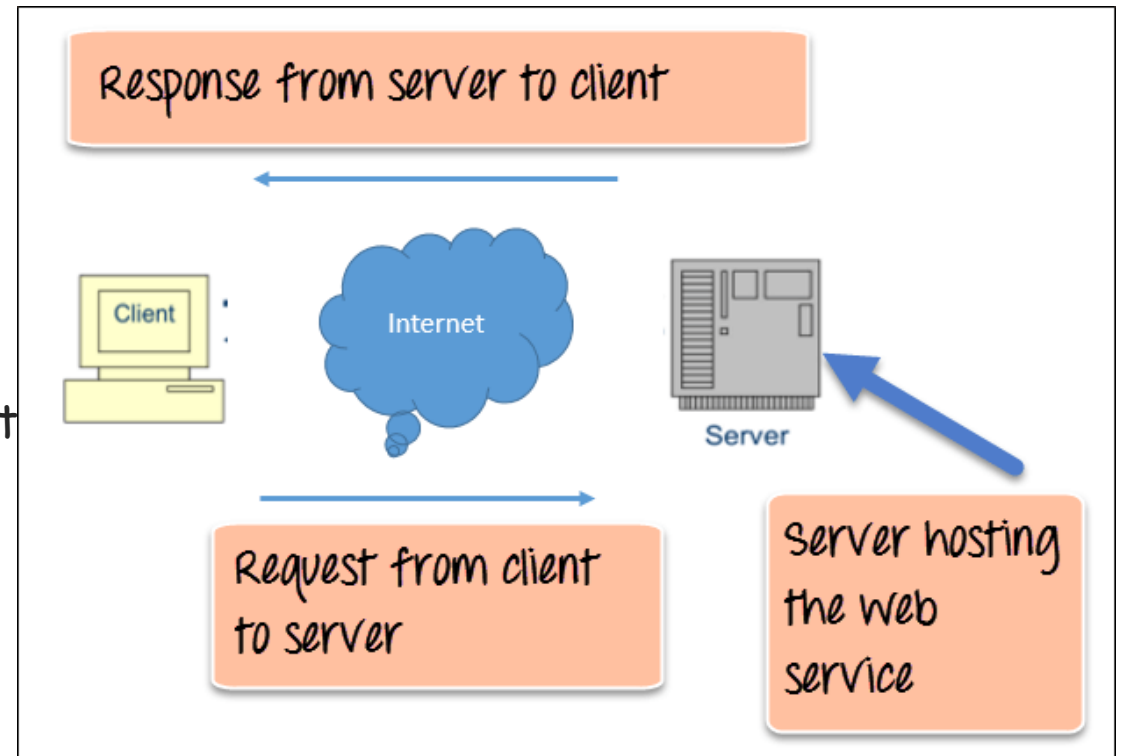 Response from server to client
Client
Internet
Server
t
Request from client
to server
Server hosting
the web
service